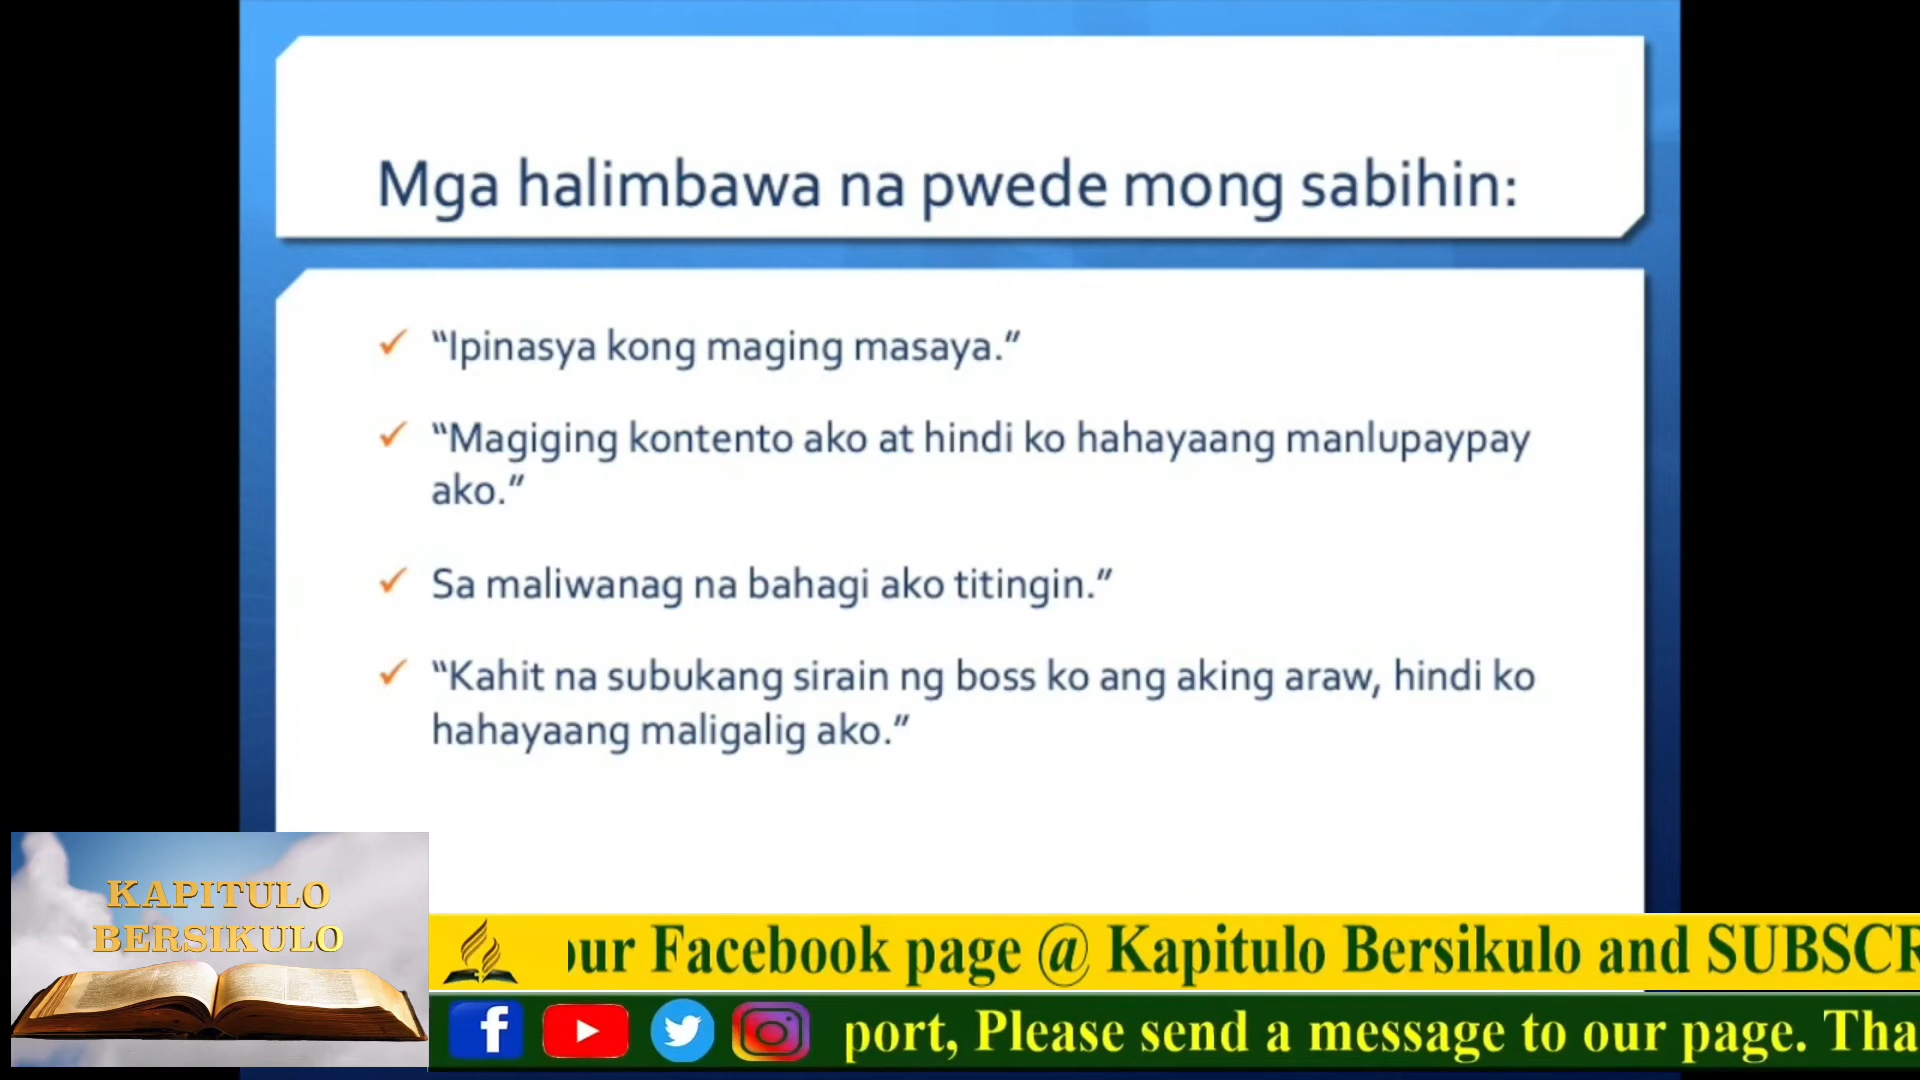 Mga halimbawa na pwede mong sabihin:
“Ipinasya kong maging masaya.”
“Magiging kontento ako at hindi ko hahayaang manlupaypay
ako.”
Sa maliwanag na bahagi ako titingin.”
“Kahit na subukang sirain ng boss ko ang aking araw, hindi ko
hahayaang maligalig ako.”
KAPITULO
BERSIKULO
our Facebook page @ Kapitulo Bersikulo and SUBSCR
port, Please send a message to our page. Tha